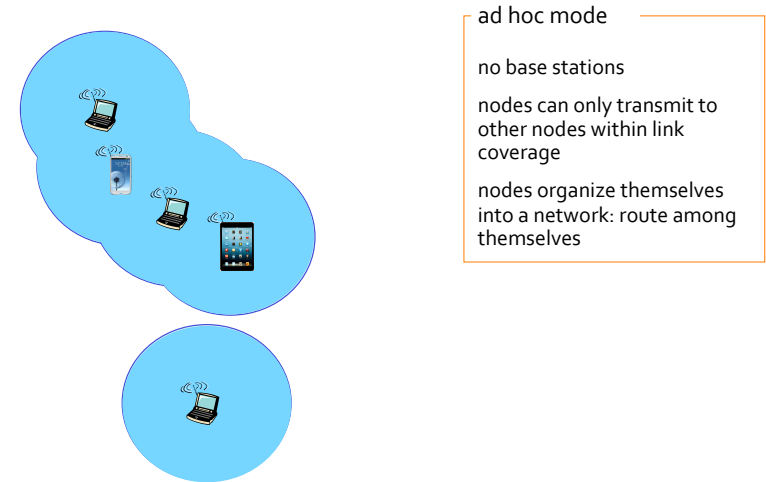 ad hoc mode
no base stations
nodes can only transmit to
other nodes within link
coverage
nodes organize themselves
into a network: route among
themselves